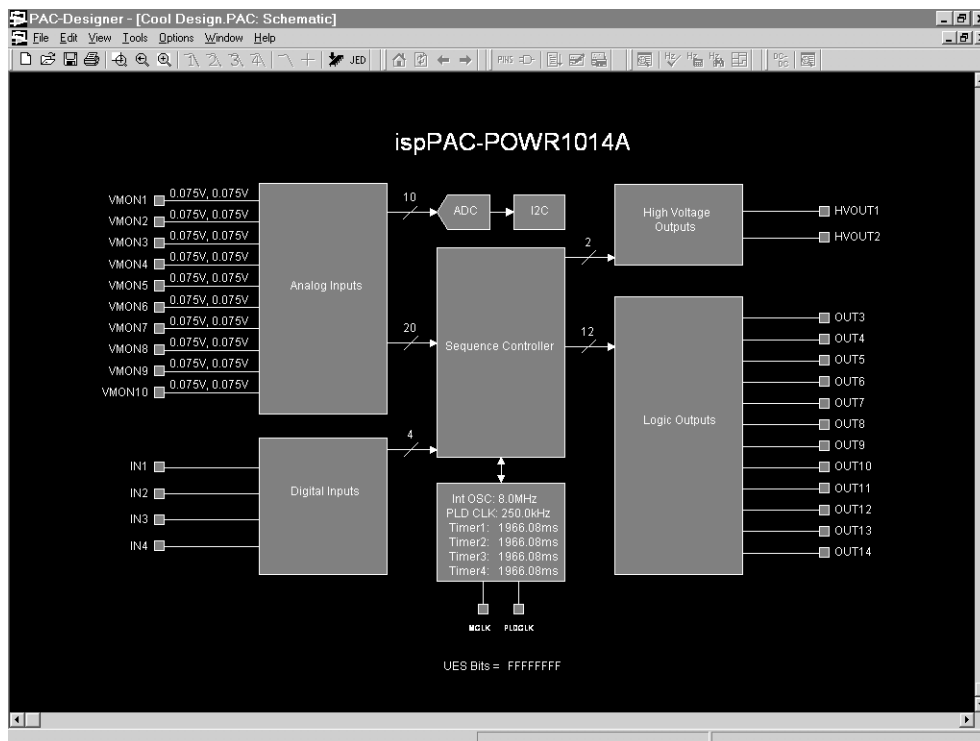 PAC-Designer - [Cool Design.PAC: Schematic]
File Edit View Tools Options Window Help
JED PINS Hz Hz Hz DC-DC
ispPAC-POWR1014A
VMON1 0.075V, 0.075V
VMON2 0.075V, 0.075V
VMON3 0.075V, 0.075V
VMON4 0.075V, 0.075V
VMON5 0.075V, 0.075V
VMON6 0.075V, 0.075V
VMON7 0.075V, 0.075V
VMON8 0.075V, 0.075V
VMON9 0.075V, 0.075V
VMON10 0.075V, 0.075V
Analog Inputs
10
ADC
I2C
20
Sequence Controller
2
High Voltage
Outputs
HVOUT1
HVOUT2
12
Logic Outputs
OUT3
OUT4
OUT5
OUT6
OUT7
OUT8
OUT9
OUT10
OUT11
OUT12
OUT13
OUT14
IN1
IN2
IN3
IN4
Digital Inputs
4
Int OSC: 8.0MHz
PLD CLK: 250.0kHz
Timer1: 1966.08ms
Timer2: 1966.08ms
Timer3: 1966.08ms
Timer4: 1966.08ms
MCLK PLDCLK
UES Bits = FFFFFFFF